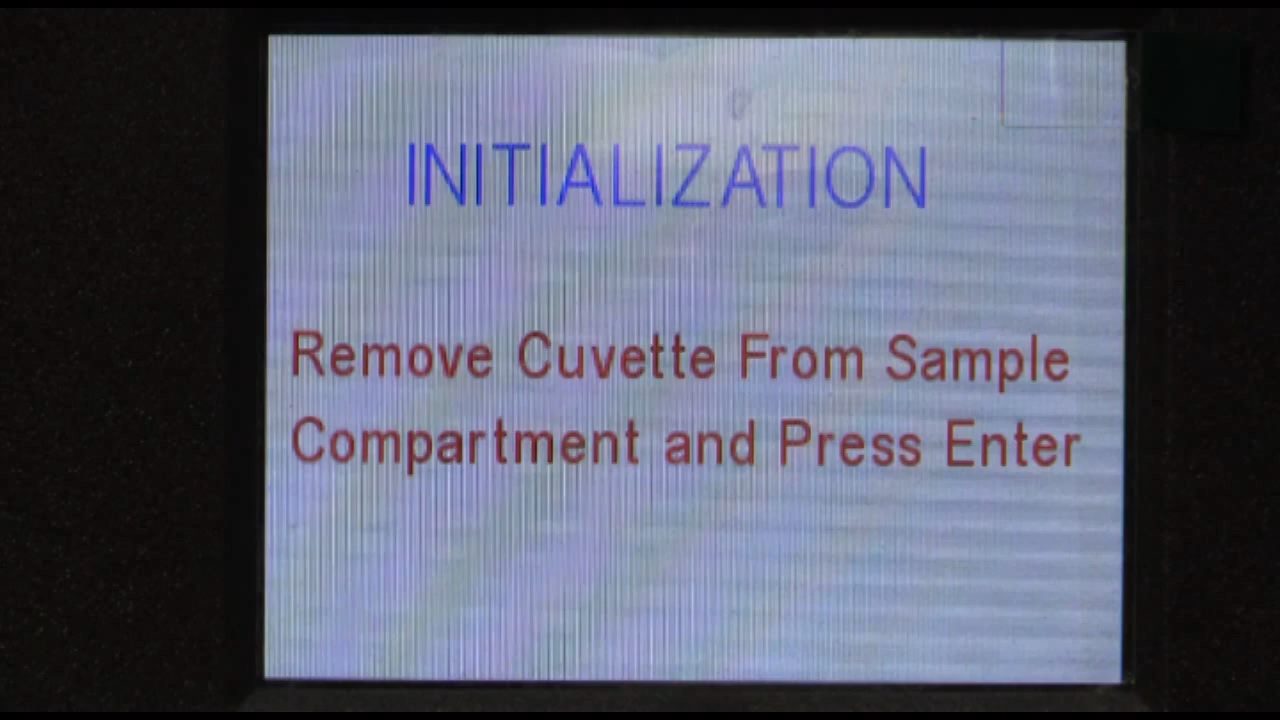 INITIALIZATION
Remove Cuvette From Sample
Compartment and Press Enter